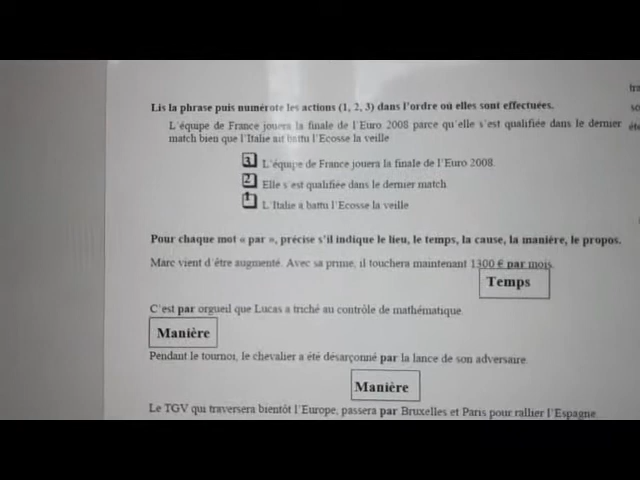 Lis la phrase puis numérote les actions (1, 2, 3) dans l'ordre où elles sont effectuées.
L'équipe de France jouera la finale de l'Euro 2008 parce qu'elle s'est qualifiée dans le dernier
match bien que l'Italie ait battu l'Ecosse la veille
3 L'équipe de France jouera la finale de l'Euro 2008.
2 Elle s'est qualifiée dans le dernier match.
1 L'Italie a battu l'Ecosse la veille
Pour chaque mot « par », précise s'il indique le lieu, le temps, la cause, la manière, le propos.
Marc vient d'être augmenté. Avec sa prime, il touchera maintenant 1300 € par mois.
Temps
C'est par orgueil que Lucas a triché au contrôle de mathématique.
Manière
Pendant le tournoi, le chevalier a été désarçonné par la lance de son adversaire.
Manière
Le TGV qui traversera bientôt l'Europe, passera par Bruxelles et Paris pour rallier l'Espagne.